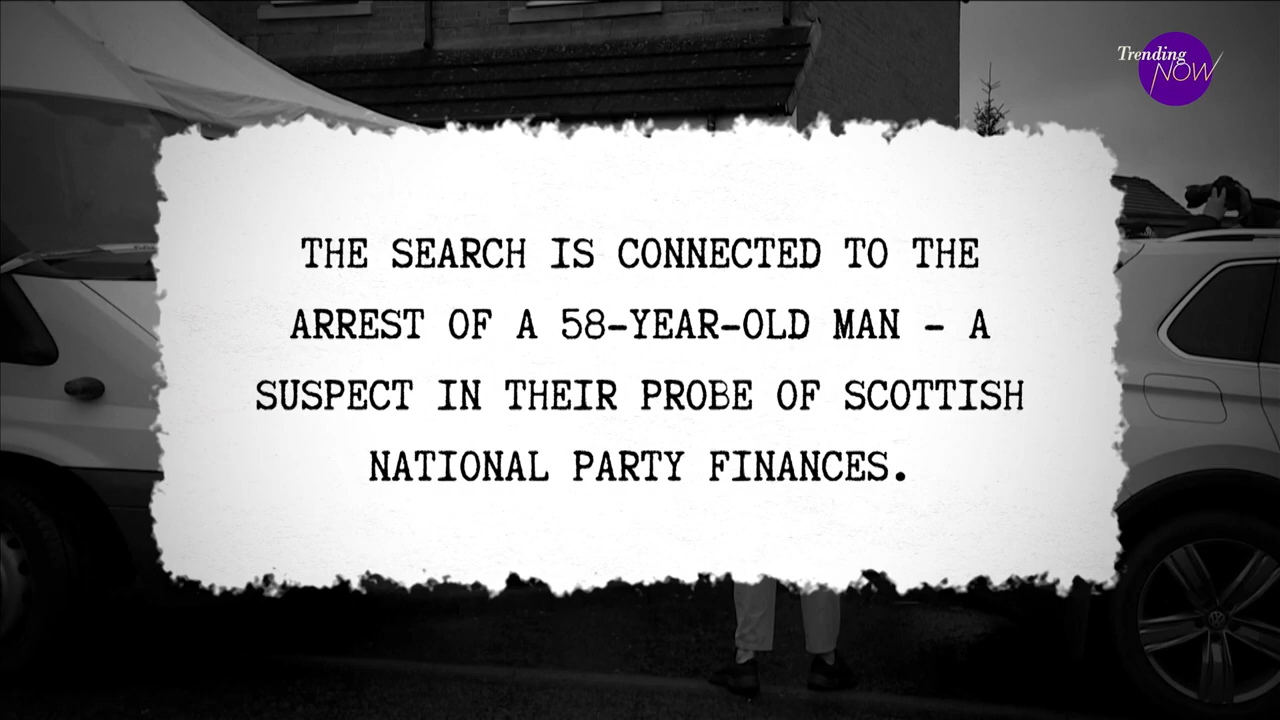 Trending
NOW
THE SEARCH IS CONNECTED TO THE
ARREST OF A 58-YEAR-OLD MAN - A
SUSPECT IN THEIR PROBE OF SCOTTISH
NATIONAL PARTY FINANCES.